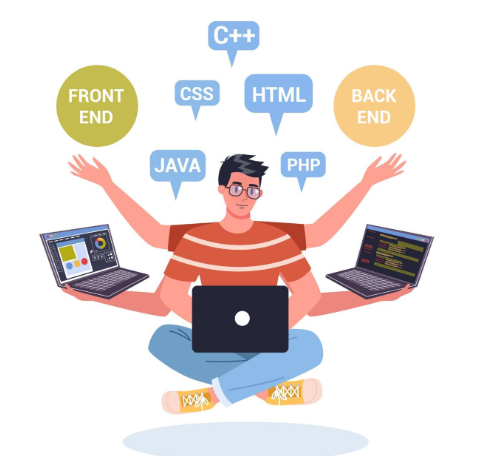 C++
CSS
HTML
FRONT
END
BACK
END
JAVA
PHP